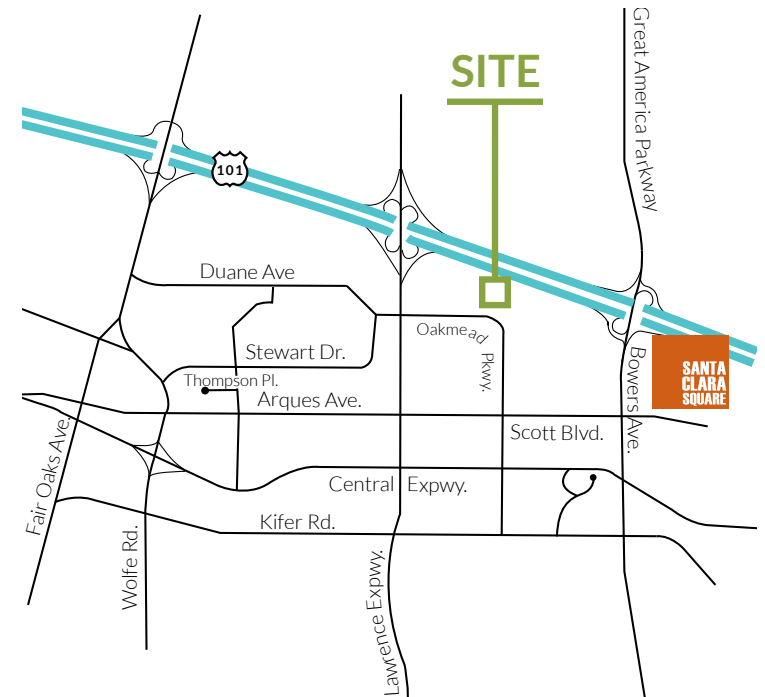 Great America Parkway
SITE
101
Duane Ave
Oakmead
Pkwy.
Stewart Dr.
Thompson Pl.
Arques Ave.
Bowers Ave.
SANTA
CLARA
SQUARE
Fair Oaks Ave.
Scott Blvd.
Central Expwy.
Kifer Rd.
Wolfe Rd.
Lawrence Expwy.